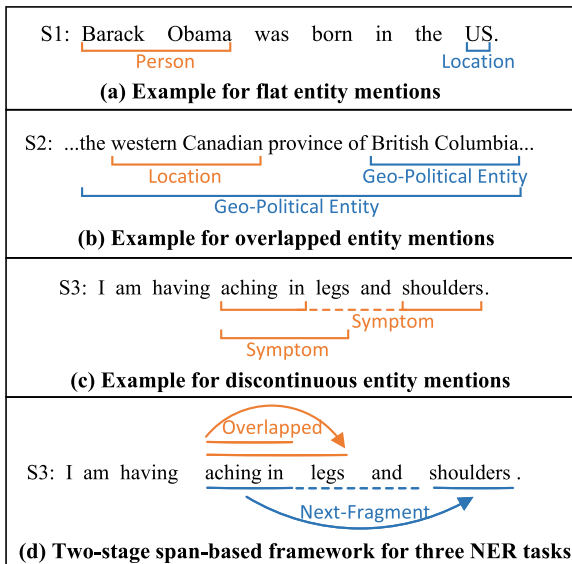 S1: Barack Obama was born in the US.
Person
Location
(a) Example for flat entity mentions
S2: ...the western Canadian province of British Columbia...
Location
Geo-Political Entity
Geo-Political Entity
(b) Example for overlapped entity mentions
S3: I am having aching in legs and shoulders.
Symptom
Symptom
(c) Example for discontinuous entity mentions
Overlapped
S3: I am having aching in legs and shoulders .
Next-Fragment
(d) Two-stage span-based framework for three NER tasks